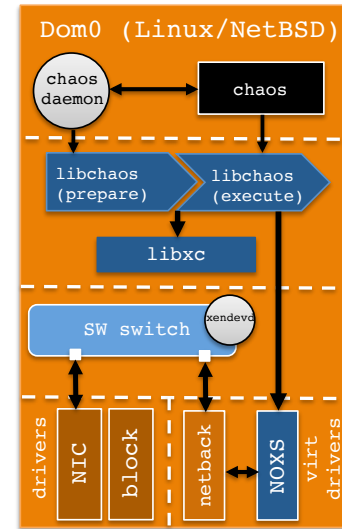 Dom0 (Linux/NetBSD)
chaos
daemon
chaos
libchaos
(prepare)
libchaos
(execute)
libxc
xendevd
SW switch
drivers
NIC
block
netback
NOXS
virt
drivers